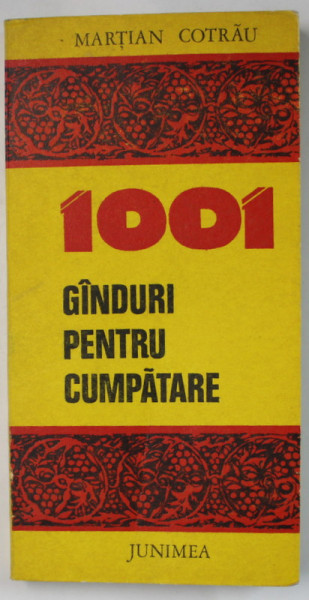 MARȚIAN COTRĂU
1001
GÎNDURI
PENTRU
CUMPĂTARE
JUNIMEA